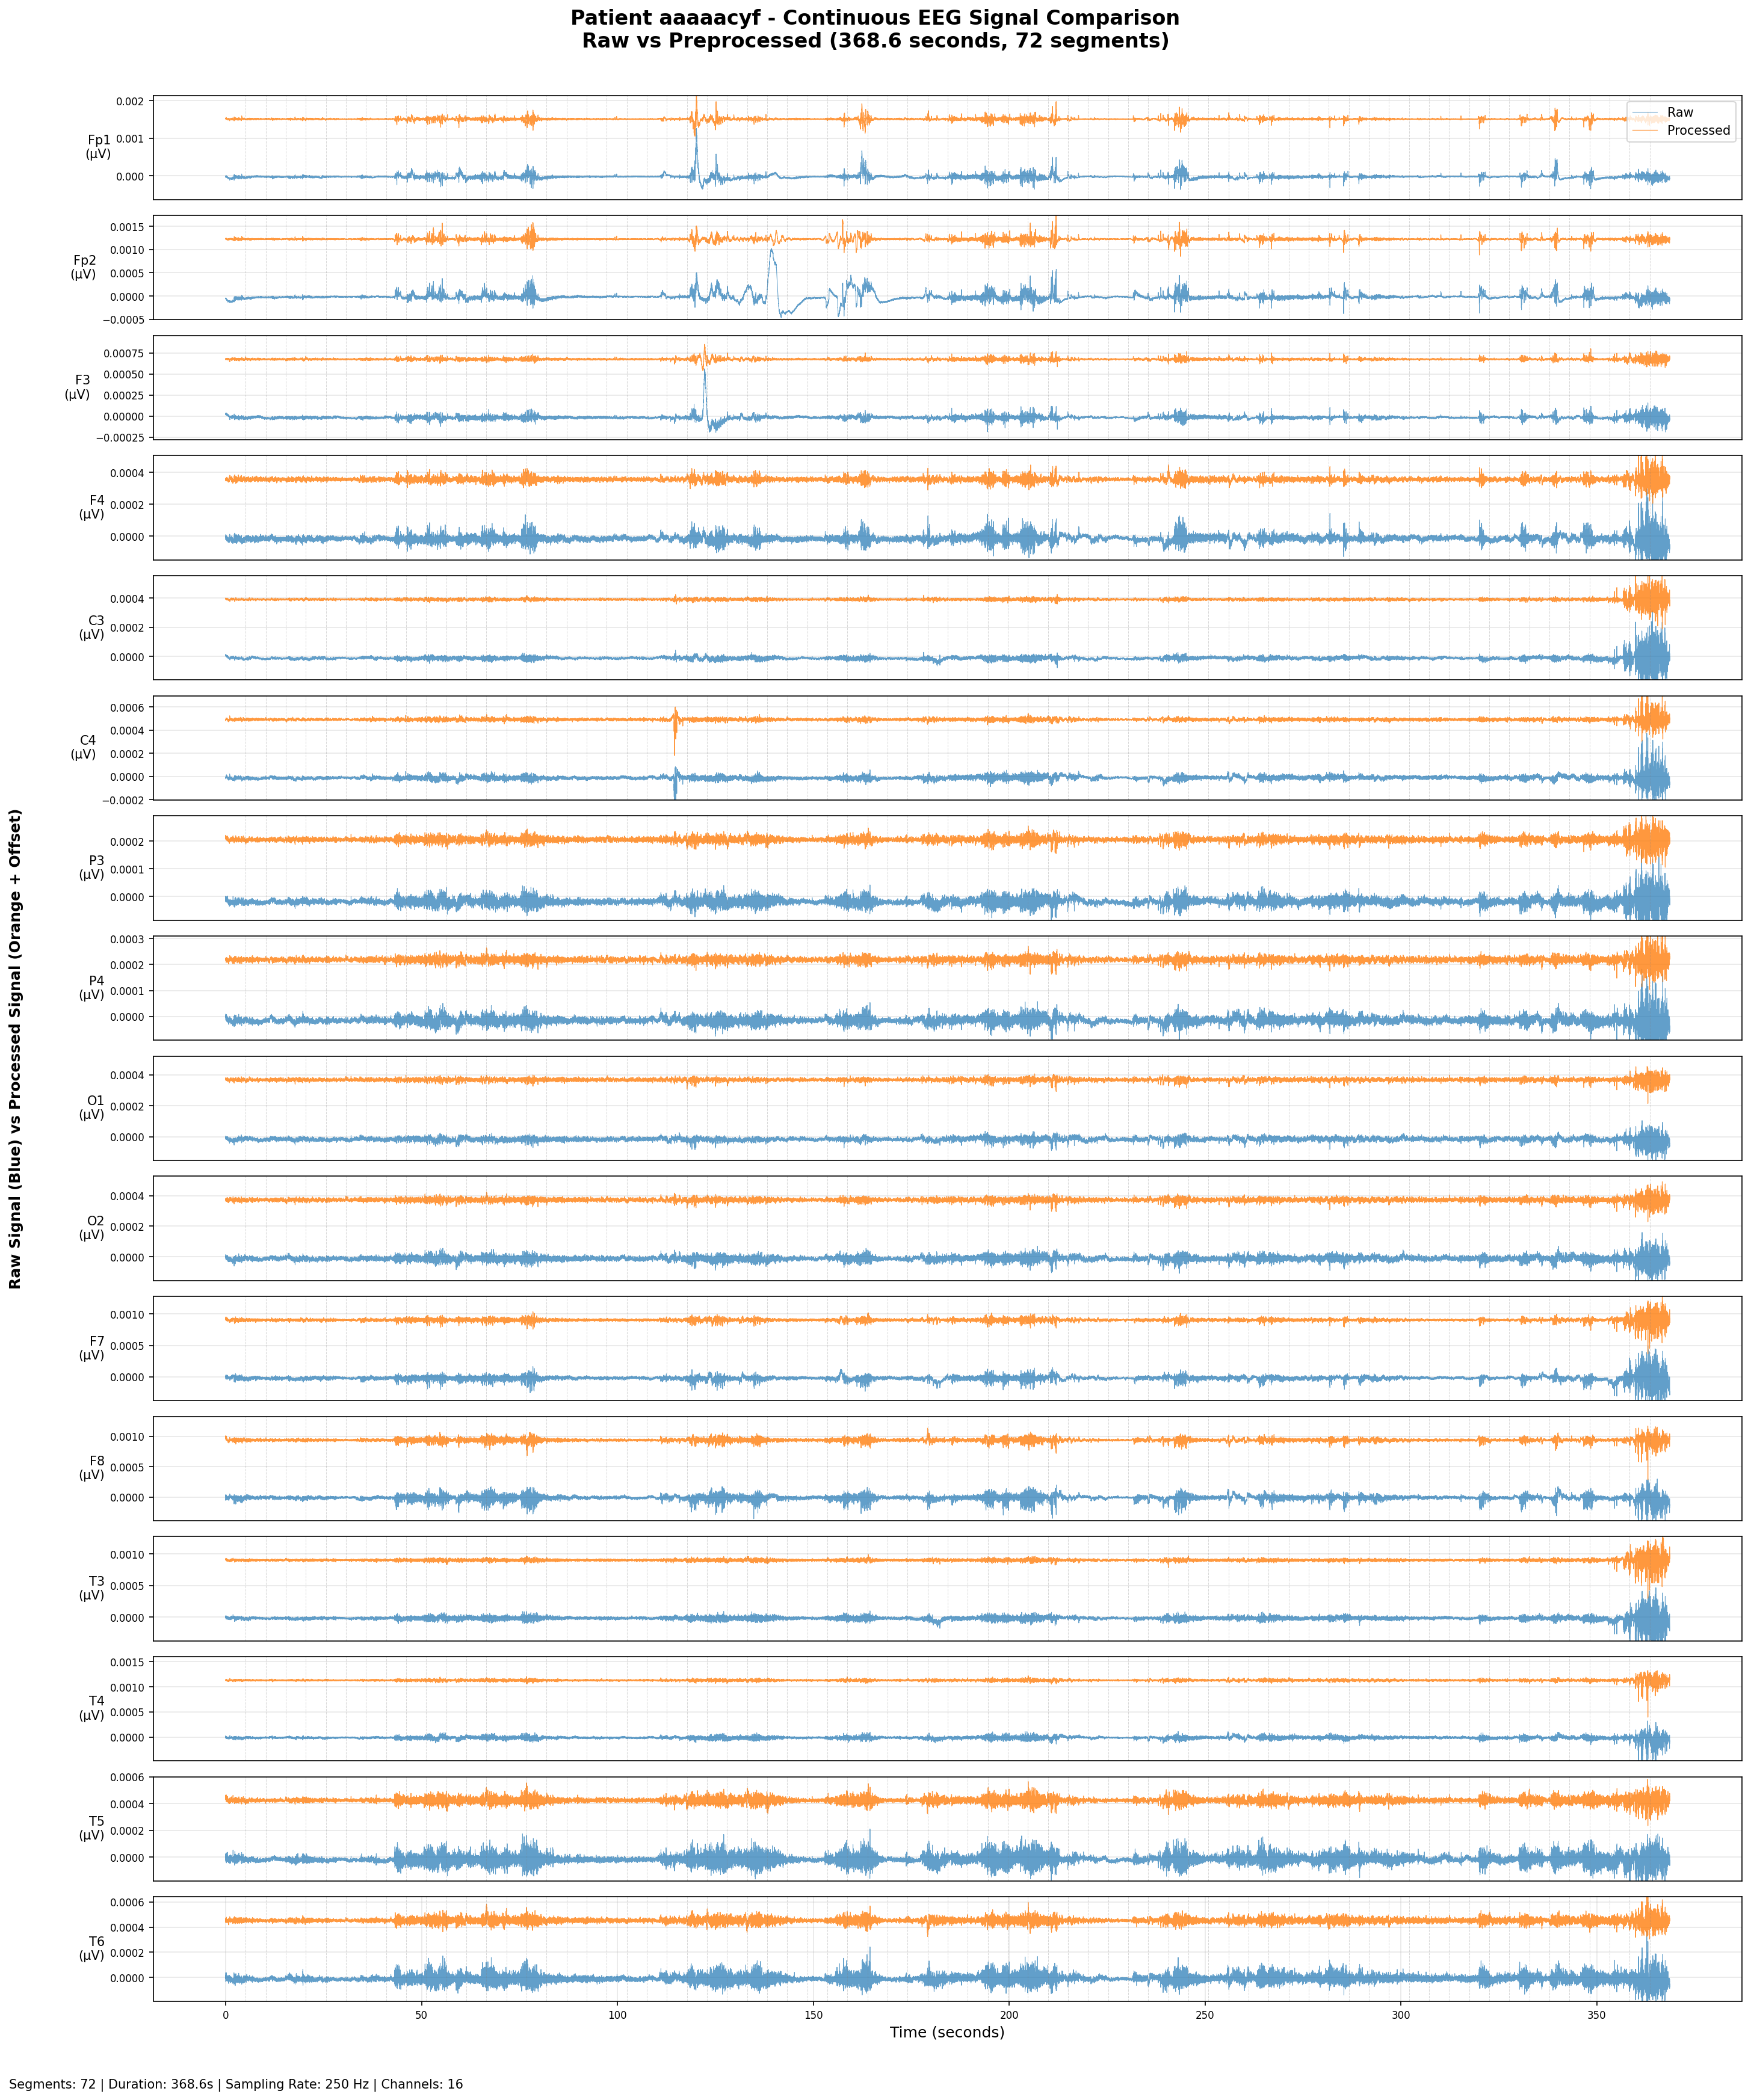 Patient aaaaacyf - Continuous EEG Signal Comparison
Raw vs Preprocessed (368.6 seconds, 72 segments)
Raw Signal (Blue) vs Processed Signal (Orange + Offset)
Raw
Processed
Fp1
(µV)
0.002
0.001
0.000
Fp2
(µV)
0.0015
0.0010
0.0005
0.0000
−0.0005
F3
(µV)
0.00075
0.00050
0.00025
0.00000
−0.00025
F4
(µV)
0.0004
0.0002
0.0000
C3
(µV)
0.0004
0.0002
0.0000
C4
(µV)
0.0006
0.0004
0.0002
0.0000
−0.0002
P3
(µV)
0.0002
0.0001
0.0000
P4
(µV)
0.0003
0.0002
0.0001
0.0000
O1
(µV)
0.0004
0.0002
0.0000
O2
(µV)
0.0004
0.0002
0.0000
F7
(µV)
0.0010
0.0005
0.0000
F8
(µV)
0.0010
0.0005
0.0000
T3
(µV)
0.0010
0.0005
0.0000
T4
(µV)
0.0015
0.0010
0.0005
0.0000
T5
(µV)
0.0006
0.0004
0.0002
0.0000
T6
(µV)
0.0006
0.0004
0.0002
0.0000
0 50 100 150 200 250 300 350
Time (seconds)
Segments: 72 | Duration: 368.6s | Sampling Rate: 250 Hz | Channels: 16